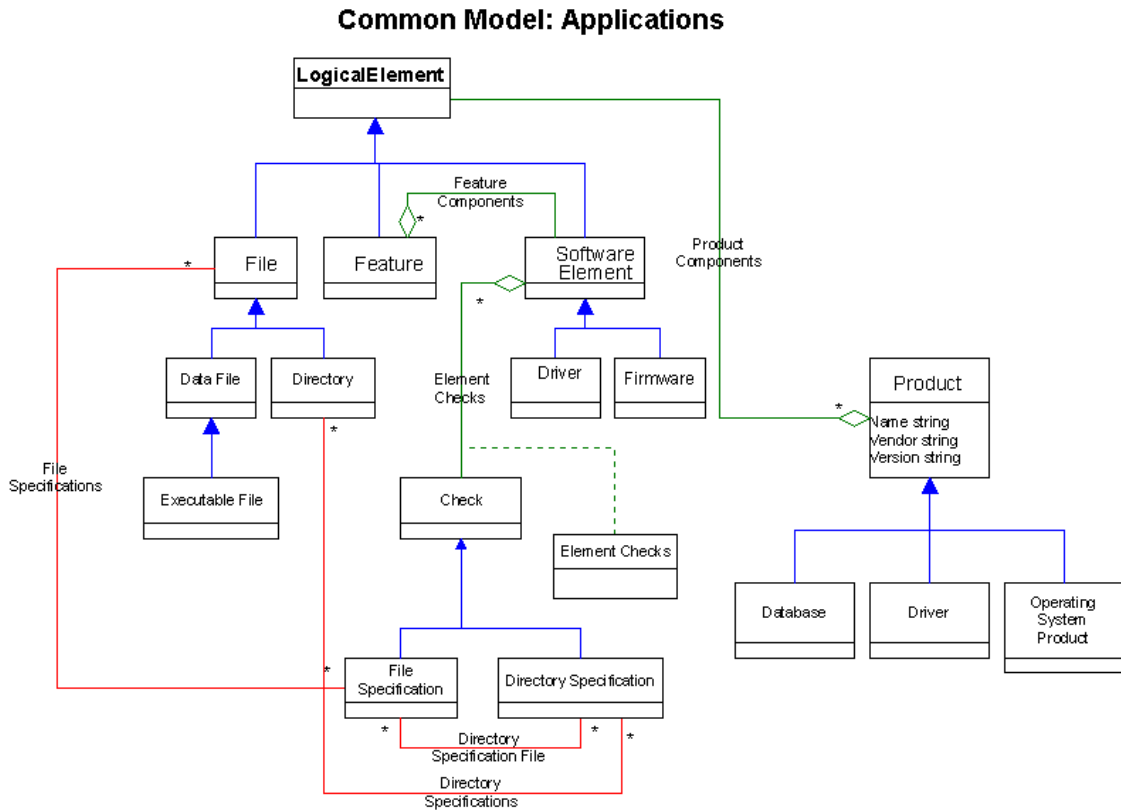 Common Model: Applications
LogicalElement
Feature
Components
*
File
Feature
Software
Element
Product
Components
*
*
Data File
Directory
Element
Checks
Driver
Firmware
Product
*
Name string
Vendor string
Version string
*
File
Specifications
Executable File
Check
Element Checks
Database
Driver
Operating
System
Product
*
File
Specification
Directory Specification
*
*
*
Directory
Specification File
Directory
Specifications